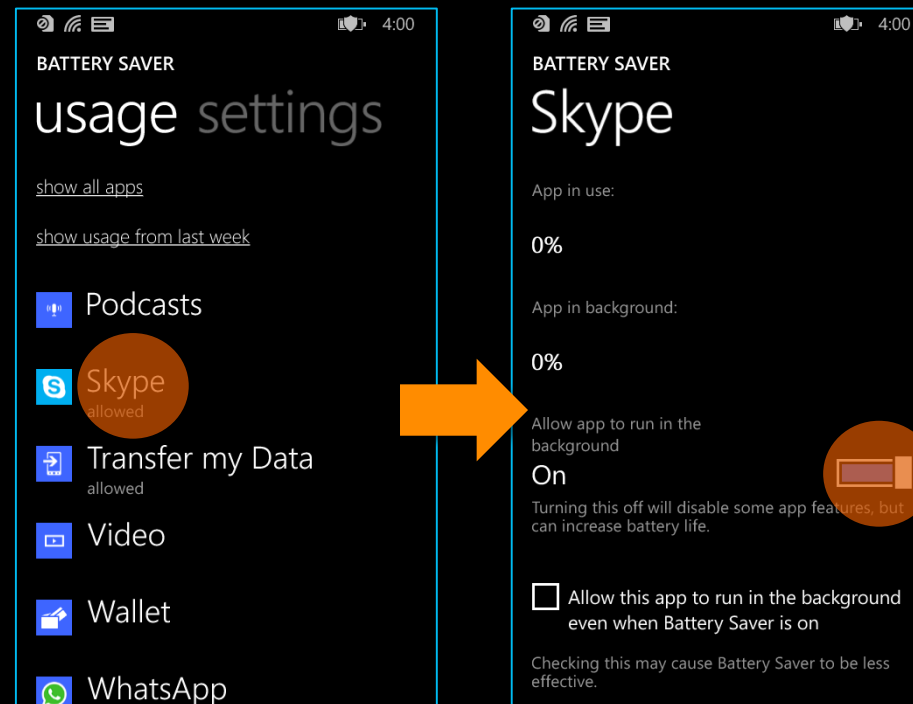 4:00
BATTERY SAVER
usage settings
show all apps
show usage from last week
Podcasts
Skype
allowed
Transfer my Data
allowed
Video
Wallet
WhatsApp
4:00
BATTERY SAVER
Skype
App in use:
0%
App in background:
0%
Allow app to run in the
background
On
Turning this off will disable some app features, but
can increase battery life.
Allow this app to run in the background
even when Battery Saver is on
Checking this may cause Battery Saver to be less
effective.